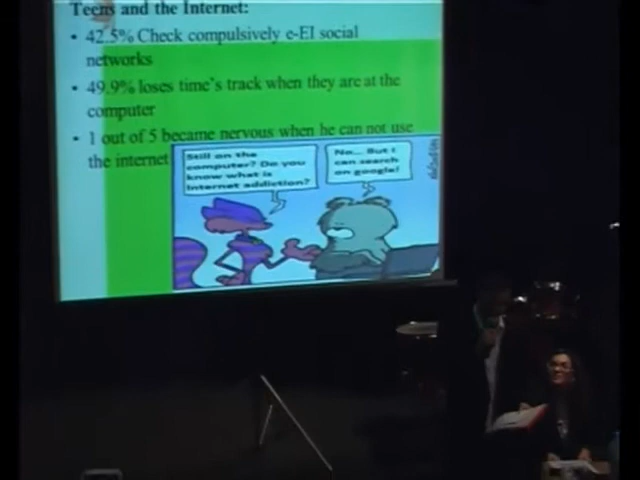 Teens and the Internet:
• 42.5% Check compulsively e-EI social
networks
• 49.9% loses time's track when they are at the
computer
• 1 out of 5 became nervous when he can not use
the internet
Still on the
computer? Do you
know what is
Internet addiction?
No... But I
can search
on google!